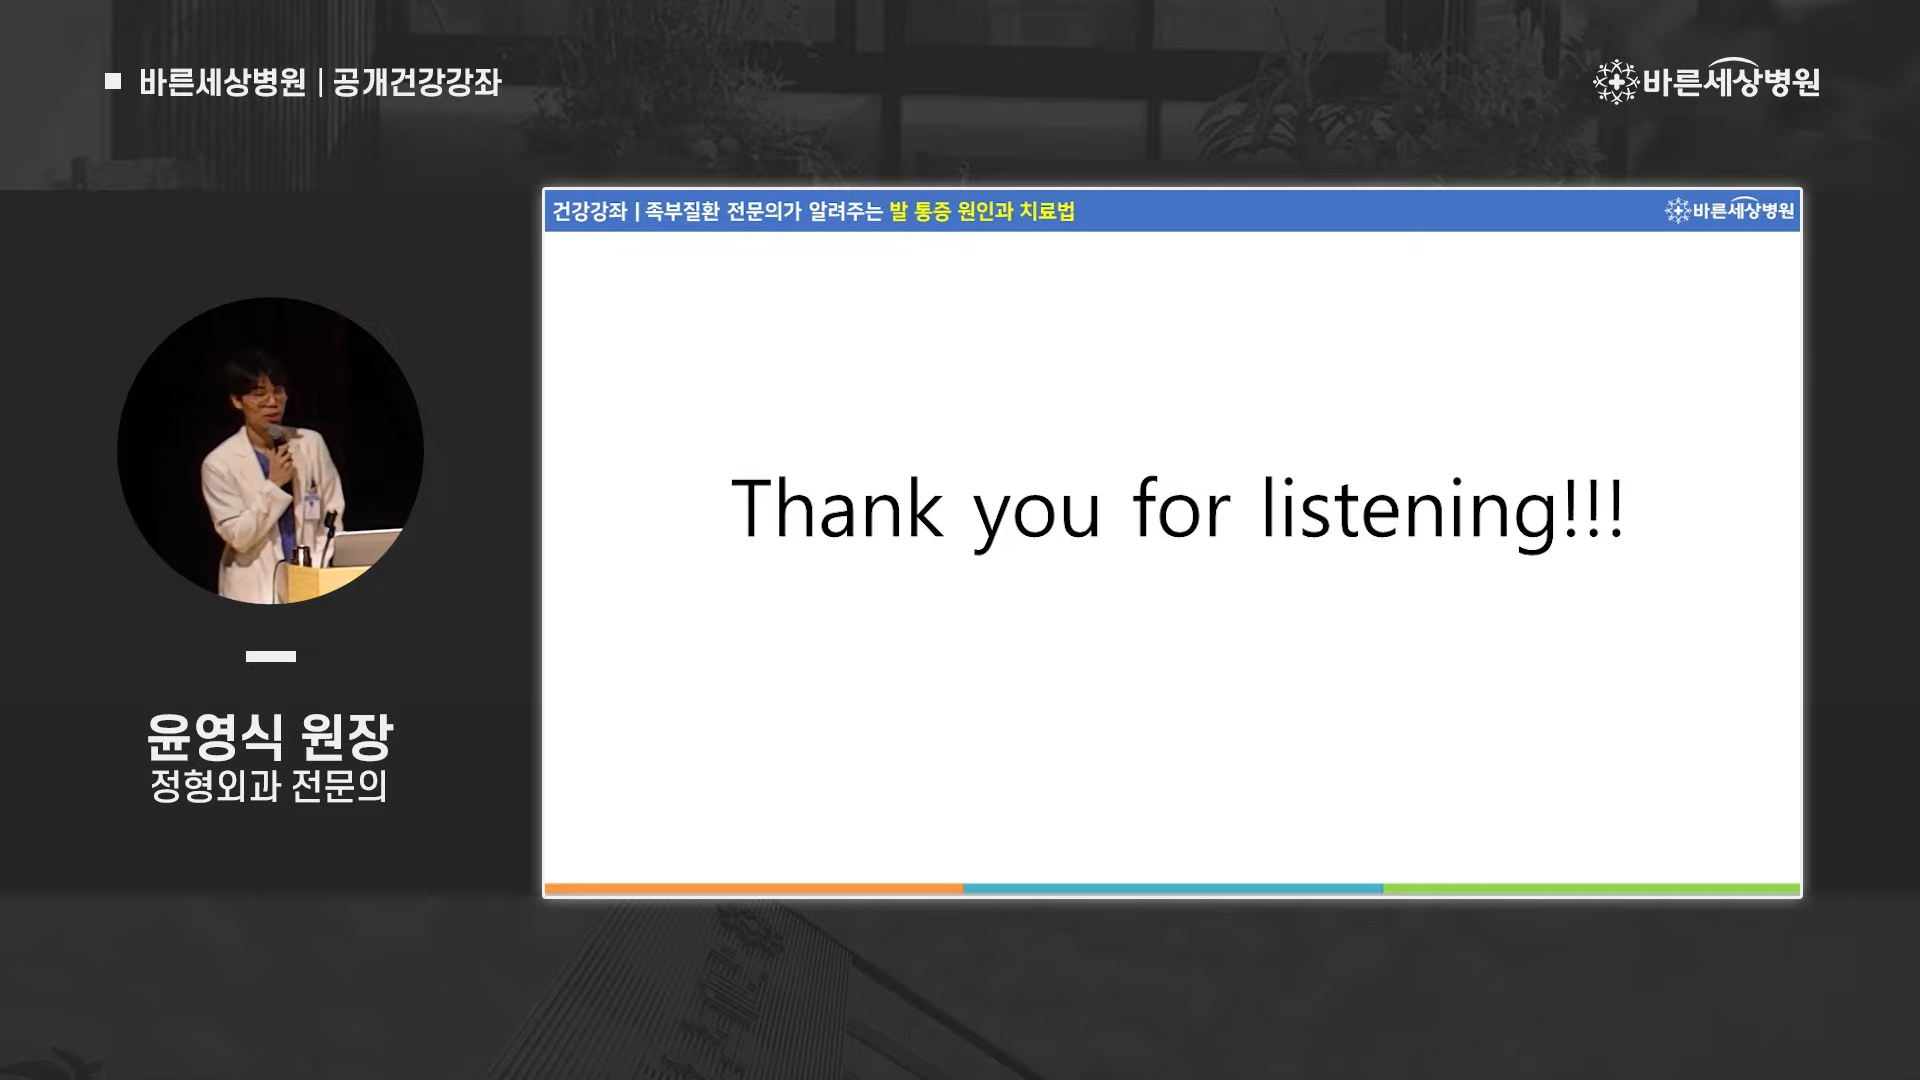 바른세상병원 | 공개건강강좌
바른세상병원
건강강좌 | 족부질환 전문의가 알려주는 발 통증 원인과 치료법
바른세상병원
Thank you for listening!!!
윤영식 원장
정형외과 전문의